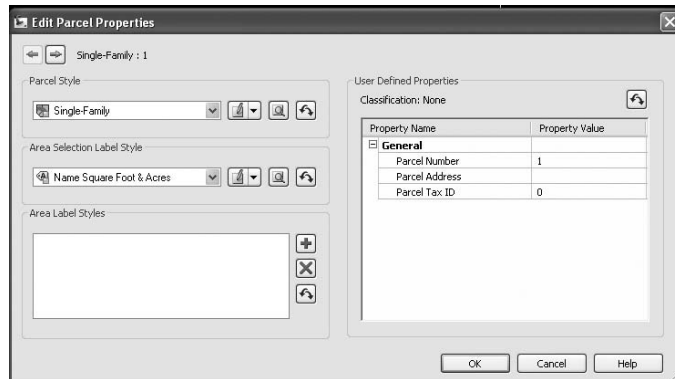 Edit Parcel Properties
Single-Family : 1
Parcel Style
Single-Family
Area Selection Label Style
Name Square Foot & Acres
Area Label Styles
User Defined Properties
Classification: None
Property Name Property Value
General
Parcel Number 1
Parcel Address
Parcel Tax ID 0
OK Cancel Help